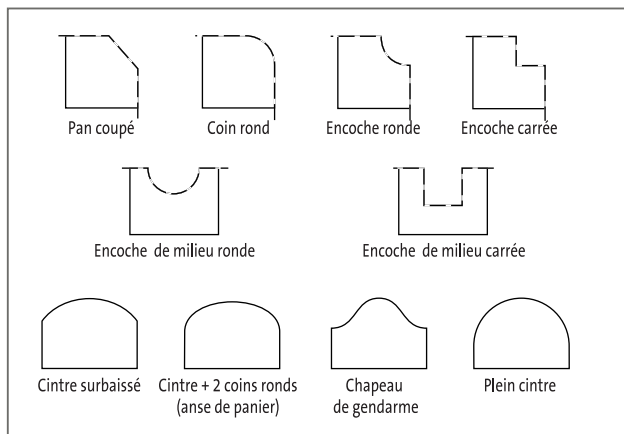 Pan coupé
Coin rond
Encoche ronde
Encoche carrée
Encoche de milieu ronde
Encoche de milieu carrée
Cintre surbaissé
Cintre + 2 coins ronds
(anse de panier)
Chapeau
de gendarme
Plein cintre